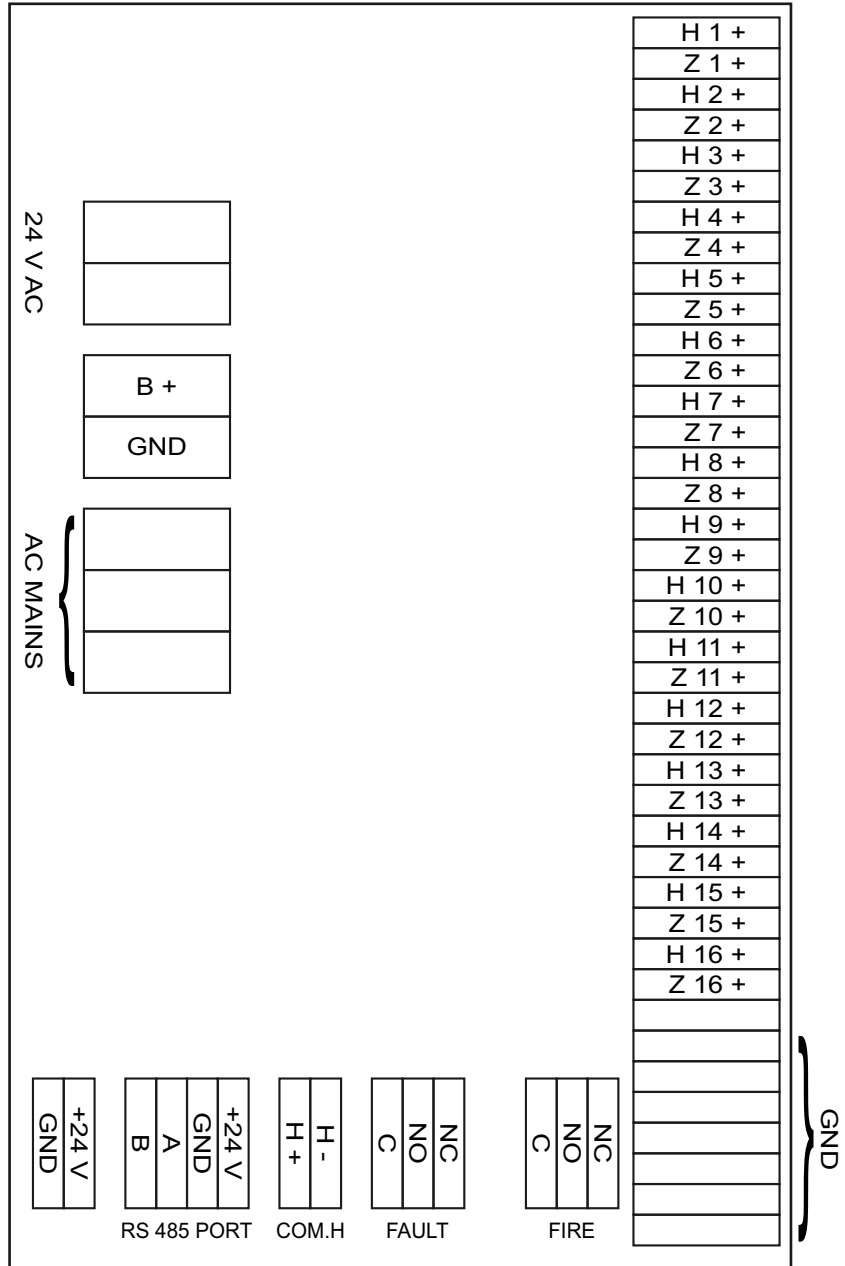 H 1 +
Z 1 +
H 2 +
Z 2 +
H 3 +
Z 3 +
H 4 +
Z 4 +
H 5 +
Z 5 +
H 6 +
Z 6 +
H 7 +
Z 7 +
H 8 +
Z 8 +
H 9 +
Z 9 +
H 10 +
Z 10 +
H 11 +
Z 11 +
H 12 +
Z 12 +
H 13 +
Z 13 +
H 14 +
Z 14 +
H 15 +
Z 15 +
H 16 +
Z 16 +
24 V AC
B +
GND
AC MAINS
GND
GND
+24 V
B
A
GND
+24 V
RS 485 PORT
H +
H -
COM.H
C
NO
NC
FAULT
C
NO
NC
FIRE